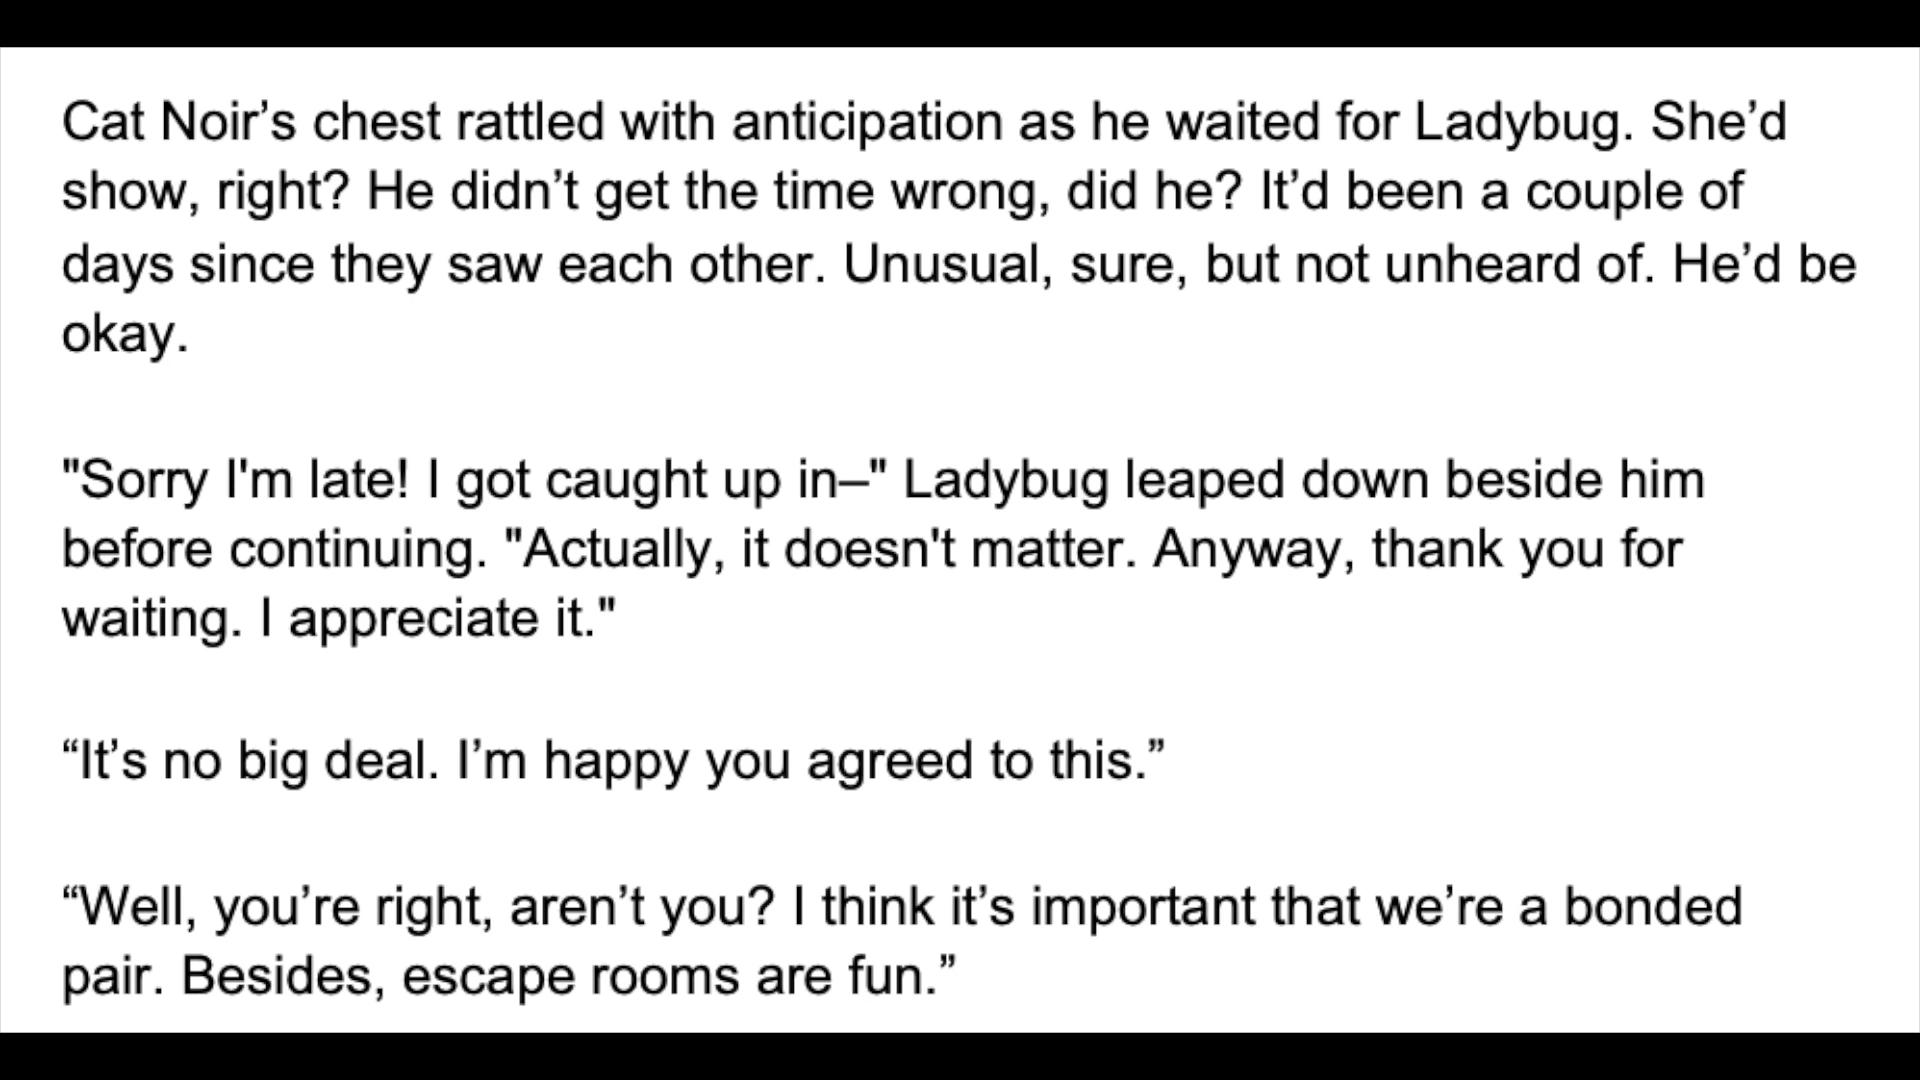 Cat Noir’s chest rattled with anticipation as he waited for Ladybug. She’d
show, right? He didn’t get the time wrong, did he? It’d been a couple of
days since they saw each other. Unusual, sure, but not unheard of. He’d be
okay.
"Sorry I'm late! I got caught up in–" Ladybug leaped down beside him
before continuing. "Actually, it doesn't matter. Anyway, thank you for
waiting. I appreciate it."
“It’s no big deal. I’m happy you agreed to this.”
“Well, you’re right, aren’t you? I think it’s important that we’re a bonded
pair. Besides, escape rooms are fun.”